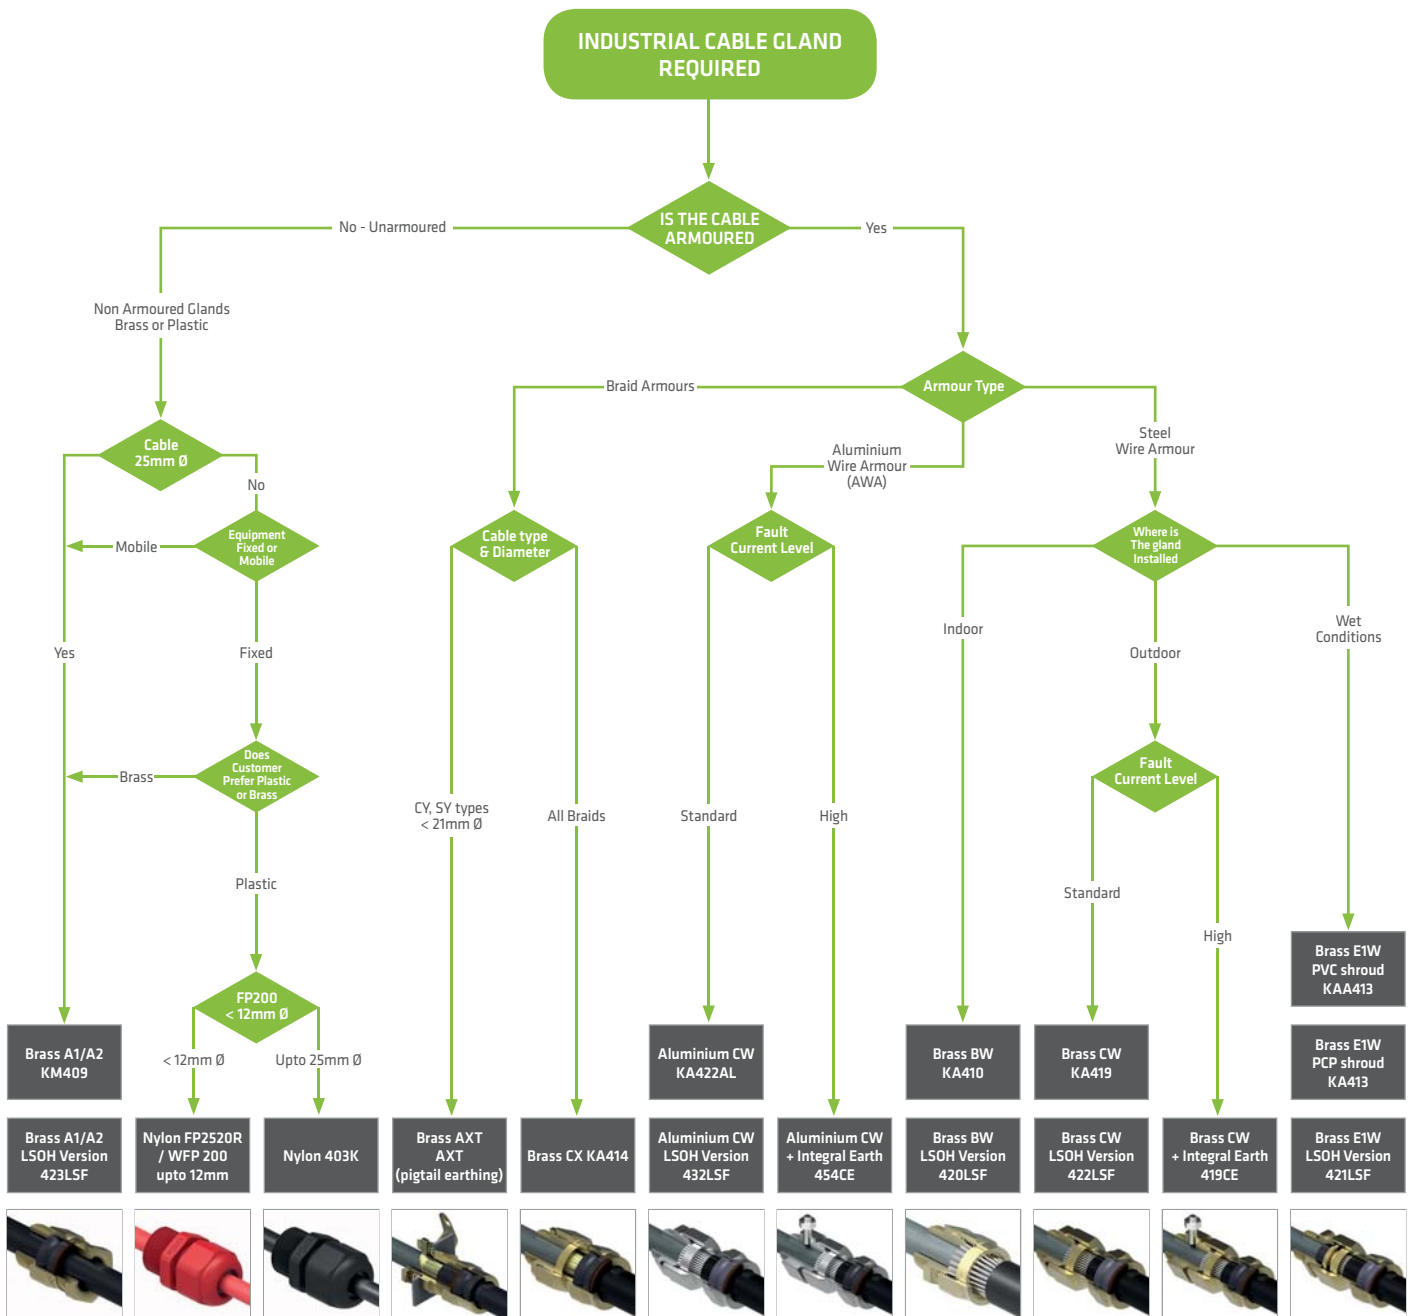 INDUSTRIAL CABLE GLAND
REQUIRED
IS THE CABLE
ARMOURED
No - Unarmoured
Yes
Non Armoured Glands
Brass or Plastic
Armour Type
Braid Armours
Aluminium
Wire Armour
(AWA)
Steel
Wire Armour
Cable
25mm Ø
No
Yes
Equipment
Fixed or
Mobile
Mobile
Fixed
Does
Customer
Prefer Plastic
or Brass
Brass
Plastic
FP200
< 12mm Ø
< 12mm Ø
Upto 25mm Ø
Cable type
& Diameter
CY, SY types
< 21mm Ø
All Braids
Fault
Current Level
Standard
High
Where is
The gland
Installed
Indoor
Outdoor
Wet
Conditions
Fault
Current Level
Standard
High
Brass A1/A2
KM409
Brass A1/A2
LSOH Version
423LSF
Nylon FP2520R
/ WFP 200
upto 12mm
Nylon 403K
Brass AXT
AXT
(pigtail earthing)
Brass CX KA414
Aluminium CW
KA422AL
Aluminium CW
LSOH Version
432LSF
Aluminium CW
+ Integral Earth
454CE
Brass BW
KA410
Brass BW
LSOH Version
420LSF
Brass CW
KA419
Brass CW
LSOH Version
422LSF
Brass CW
+ Integral Earth
419CE
Brass E1W
PVC shroud
KAA413
Brass E1W
PCP shroud
KA413
Brass E1W
LSOH Version
421LSF